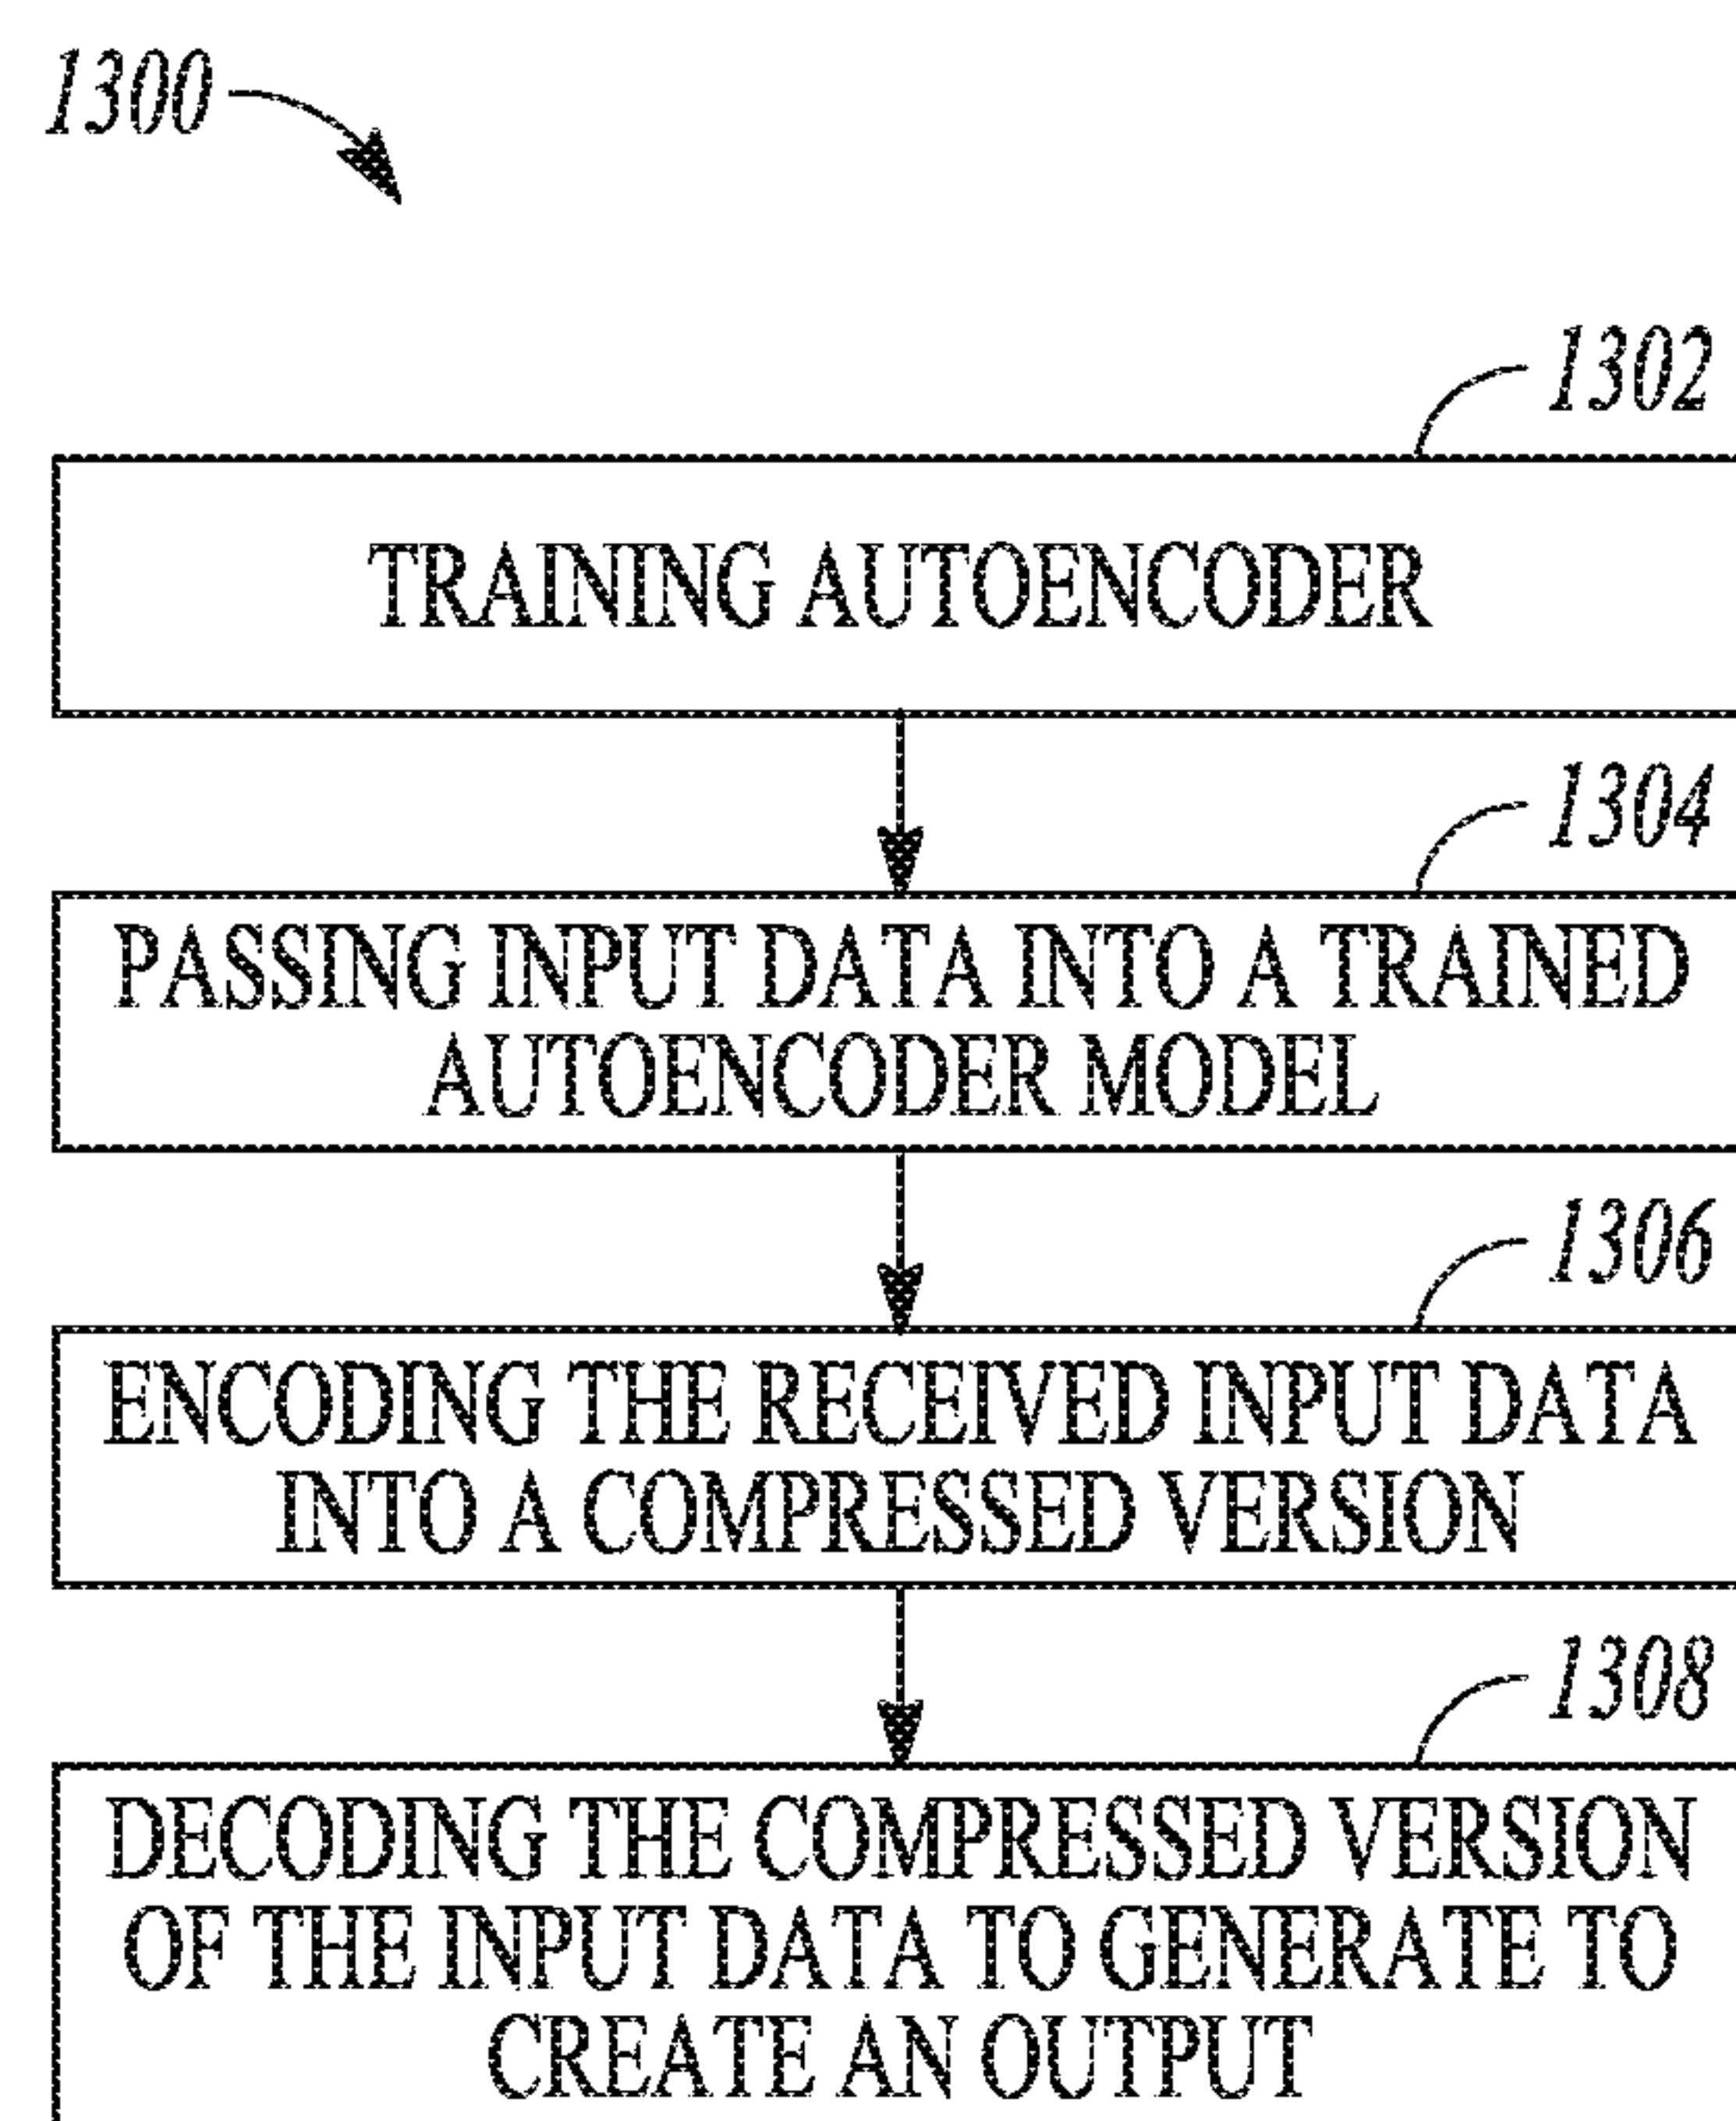 1300
1302
TRAINING AUTOENCODER
1304
PASSING INPUT DATA INTO A TRAINED
AUTOENCODER MODEL
1306
ENCODING THE RECEIVED INPUT DATA
INTO A COMPRESSED VERSION
1308
DECODING THE COMPRESSED VERSION
OF THE INPUT DATA TO GENERATE TO
CREATE AN OUTPUT